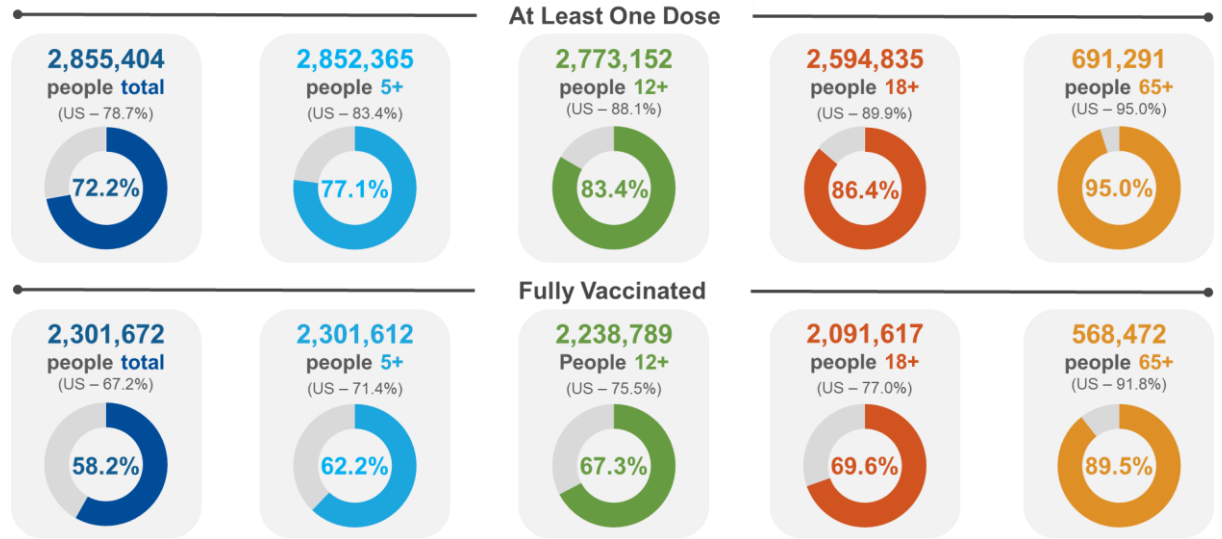 At Least One Dose
2,855,404
people total
(US – 78.7%)
72.2%
2,852,365
people 5+
(US – 83.4%)
77.1%
2,773,152
people 12+
(US – 88.1%)
83.4%
2,594,835
people 18+
(US – 89.9%)
86.4%
691,291
people 65+
(US – 95.0%)
95.0%
Fully Vaccinated
2,301,672
people total
(US – 67.2%)
58.2%
2,301,612
people 5+
(US – 71.4%)
62.2%
2,238,789
People 12+
(US – 75.5%)
67.3%
2,091,617
people 18+
(US – 77.0%)
69.6%
568,472
people 65+
(US – 91.8%)
89.5%